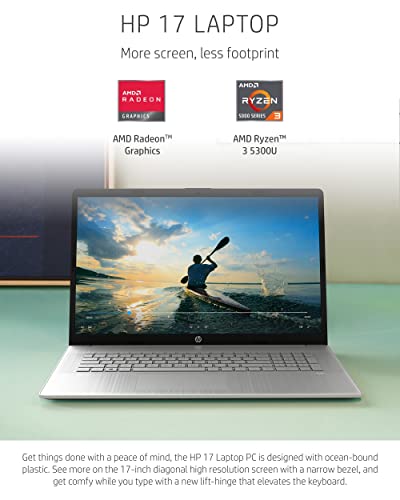 HP 17 LAPTOP
More screen, less footprint
AMD
RADEON
GRAPHICS
AMD
RYZEN
5000 SERIES
3
AMD Radeon™
Graphics
AMD Ryzen™
3 5300U
hp
Get things done with a peace of mind, the HP 17 Laptop PC is designed with ocean-bound
plastic. See more on the 17-inch diagonal high resolution screen with a narrow bezel, and
get comfy while you type with a new lift-hinge that elevates the keyboard.